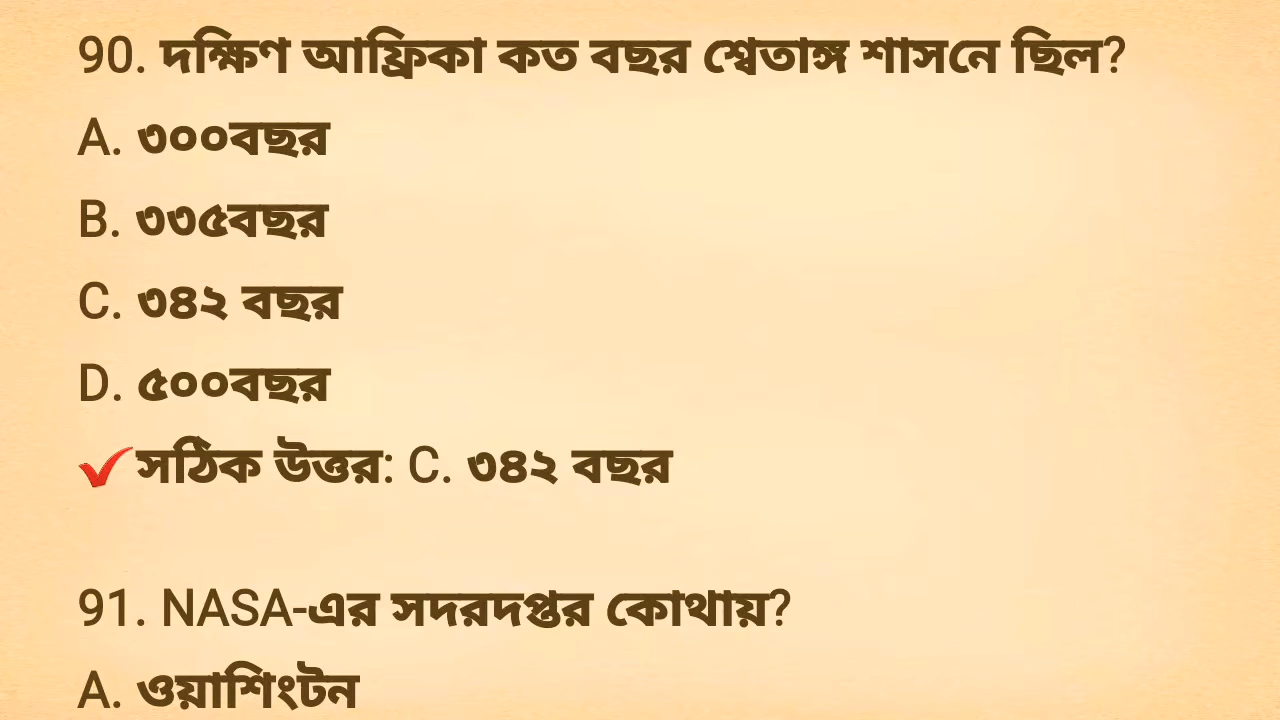 90. দক্ষিণ আফ্রিকা কত বছর শ্বেতাঙ্গ শাসনে ছিল?
A. ৩০০বছর
B. ৩৩৫বছর
C. ৩৪২ বছর
D. ৫০০বছর
✔সঠিক উত্তর: C. ৩৪২ বছর
91. NASA-এর সদরদপ্তর কোথায়?
A. ওয়াশিংটন